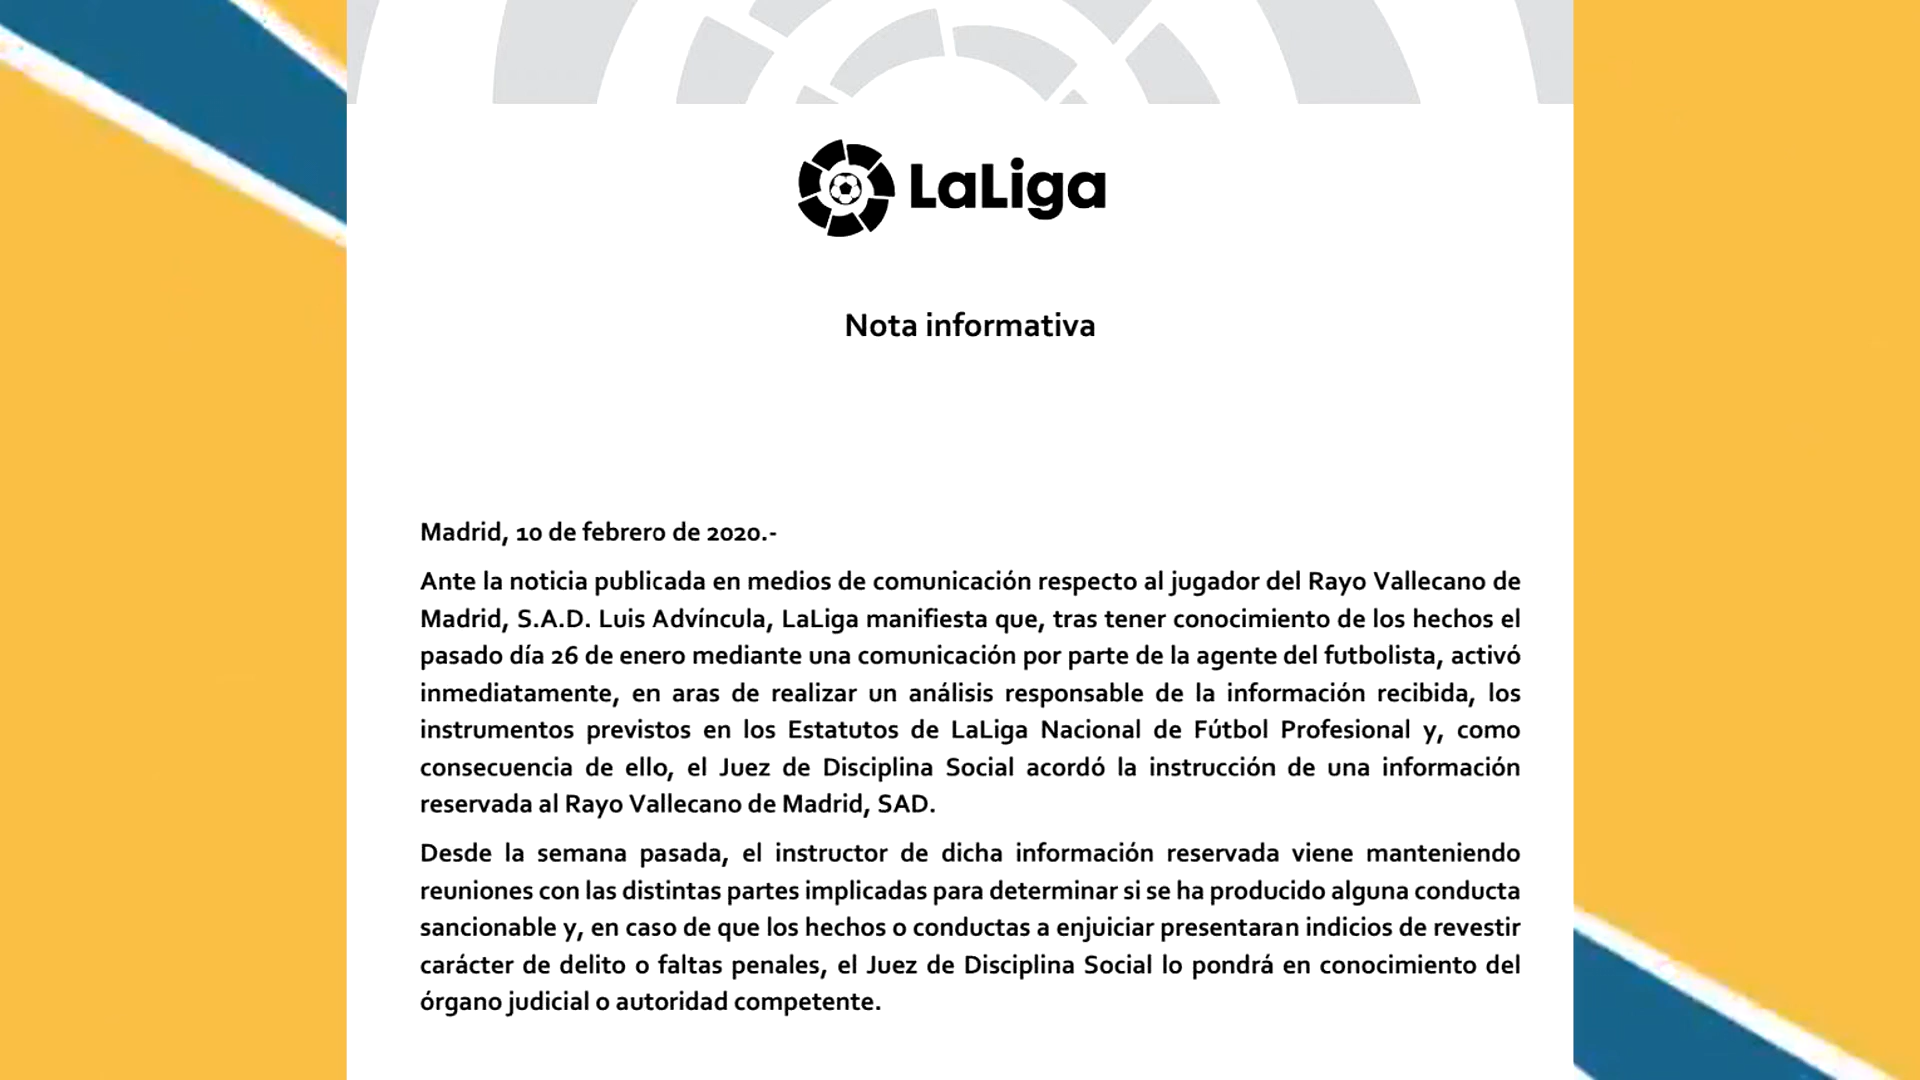 LaLiga
Nota informativa
Madrid, 10 de febrero de 2020.-
Ante la noticia publicada en medios de comunicación respecto al jugador del Rayo Vallecano de
Madrid, S.A.D. Luis Advíncula, LaLiga manifiesta que, tras tener conocimiento de los hechos el
pasado día 26 de enero mediante una comunicación por parte de la agente del futbolista, activó
inmediatamente, en aras de realizar un análisis responsable de la información recibida, los
instrumentos previstos en los Estatutos de LaLiga Nacional de Fútbol Profesional y, como
consecuencia de ello, el Juez de Disciplina Social acordó la instrucción de una información
reservada al Rayo Vallecano de Madrid, SAD.
Desde la semana pasada, el instructor de dicha información reservada viene manteniendo
reuniones con las distintas partes implicadas para determinar si se ha producido alguna conducta
sancionable y, en caso de que los hechos o conductas a enjuiciar presentaran indicios de revestir
carácter de delito o faltas penales, el Juez de Disciplina Social lo pondrá en conocimiento del
órgano judicial o autoridad competente.